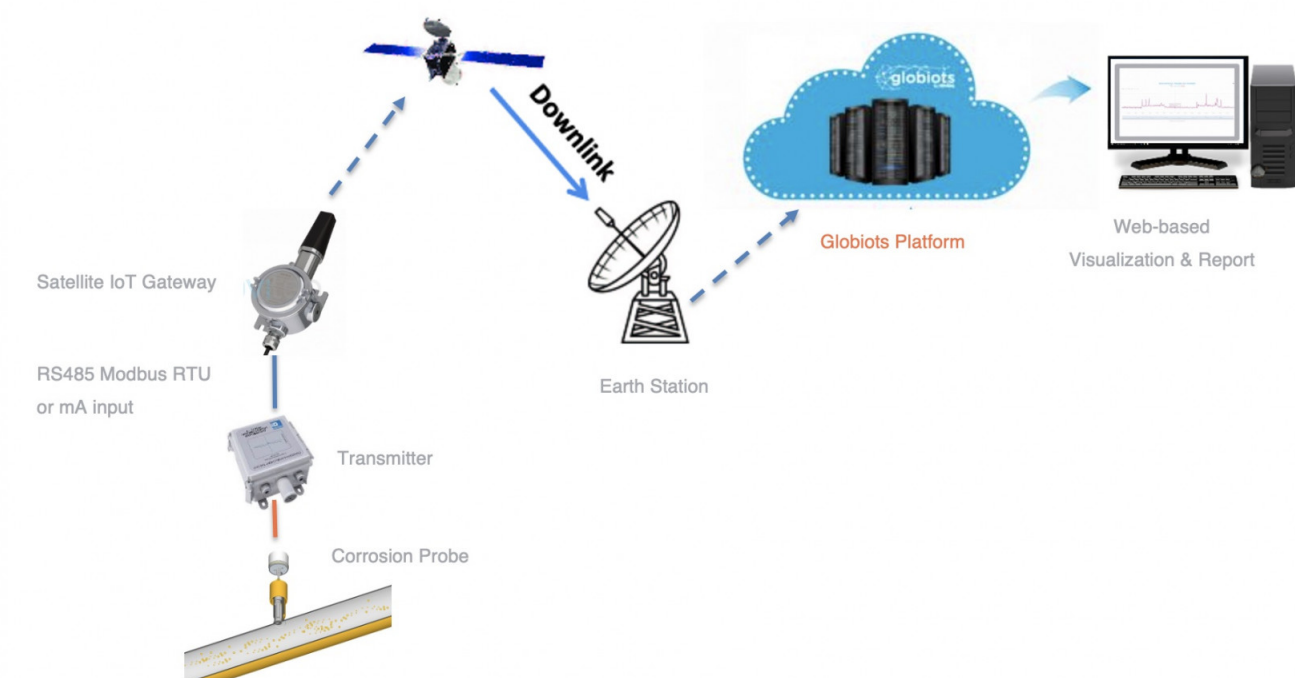 Downlink
globiots
Globiots Platform
Web-based
Visualization & Report
Satellite IoT Gateway
RS485 Modbus RTU
or mA input
Earth Station
Transmitter
Corrosion Probe